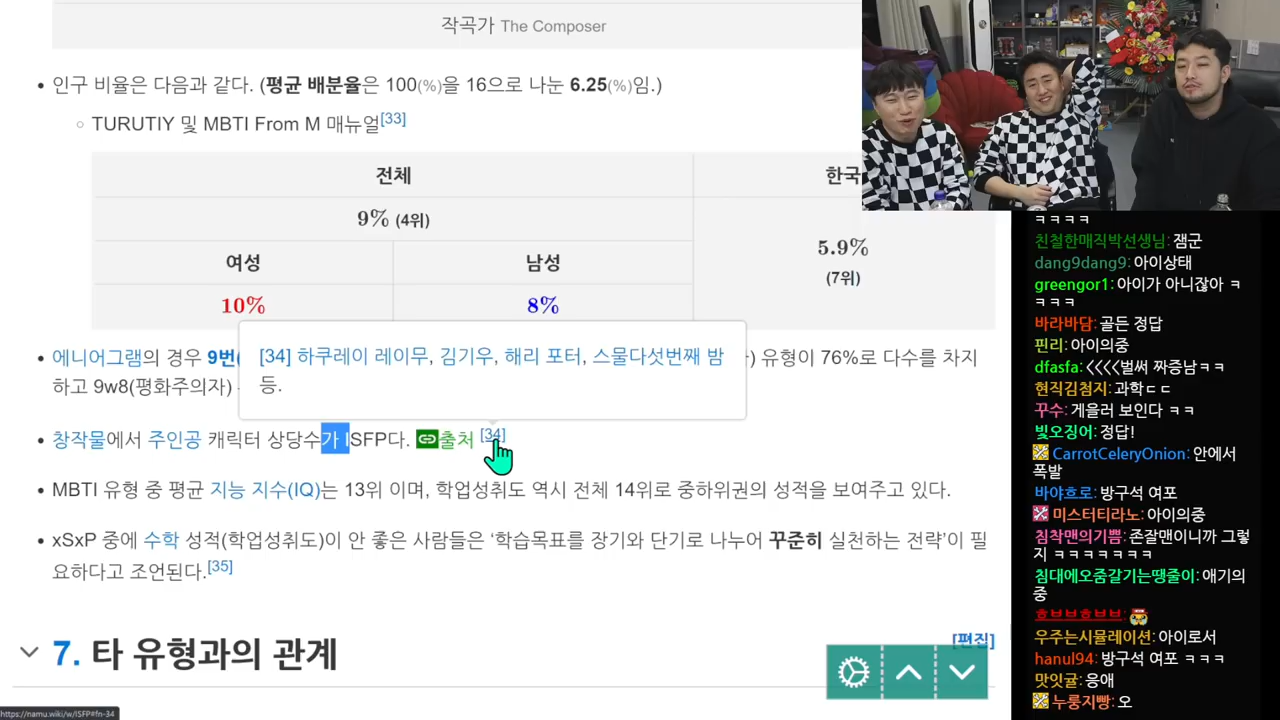 작곡가 The Composer
인구 비율은 다음과 같다. (평균 배분율은 100(%)을 16으로 나눈 6.25(%)임.)
TURUTIY 및 MBTI From M 매뉴얼[33]
전체
한국
9% (4위)
5.9%
(7위)
여성
남성
10%
8%
에니어그램의 경우 9번(
) 유형이 76%로 다수를 차지
하고 9w8(평화주의자)
[34] 하쿠레이 레이무, 김기우, 해리 포터, 스물다섯번째 밤
등.
창작물에서 주인공 캐릭터 상당수가 ISFP다. 출처 [34]
MBTI 유형 중 평균 지능 지수(IQ)는 13위 이며, 학업성취도 역시 전체 14위로 중하위권의 성적을 보여주고 있다.
xSxP 중에 수학 성적(학업성취도)이 안 좋은 사람들은 ‘학습목표를 장기와 단기로 나누어 꾸준히 실천하는 전략’이 필
요하다고 조언된다.[35]
7. 타 유형과의 관계
[편집]
https://namu.wiki/w/ISFP#fn-34
ㅋㅋㅋㅋ
친철한매직박선생님: 잼군
dang9dang9: 아이상태
greengor1: 아이가 아니잖아 ㅋ
ㅋㅋㅋ
바라바담: 골든 정답
핀리: 아이의중
dfasfa: <<<<벌써 짜증남ㅋㅋ
현직김첨지: 과학ㄷㄷ
꾸수: 게을러 보인다 ㅋㅋ
빛오징어: 정답!
CarrotCeleryOnion: 안에서
폭발
바야흐로: 방구석 여포
미스터티라노: 아이의중
침착맨의기쁨: 존잘맨이니까 그렇
지 ㅋㅋㅋㅋㅋㅋㅋ
침대에오줌갈기는땡줄이: 애기의
중
흐브브흐브브:
우주는시뮬레이션: 아이로서
hanul94: 방구석 여포 ㅋㅋㅋ
맛잇귤: 응애
누룽지빵: 오